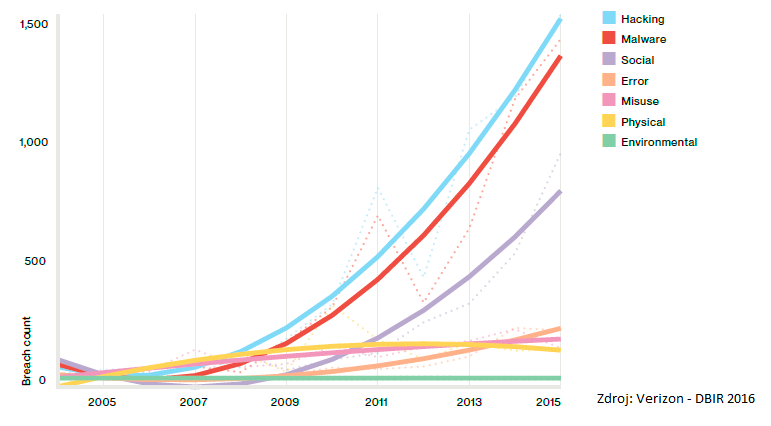 1,500
1,000
500
0
Breach count
2005
2007
2009
2011
2013
2015
Hacking
Malware
Social
Error
Misuse
Physical
Environmental
Zdroj: Verizon - DBIR 2016